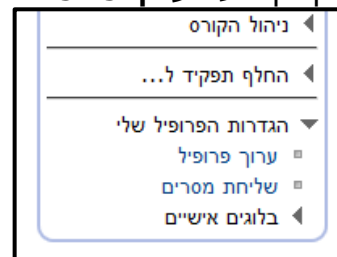 ניהול הקורס
החלף תפקיד ל...
הגדרות הפרופיל שלי
ערוך פרופיל
שליחת מסרים
בלוגים אישיים